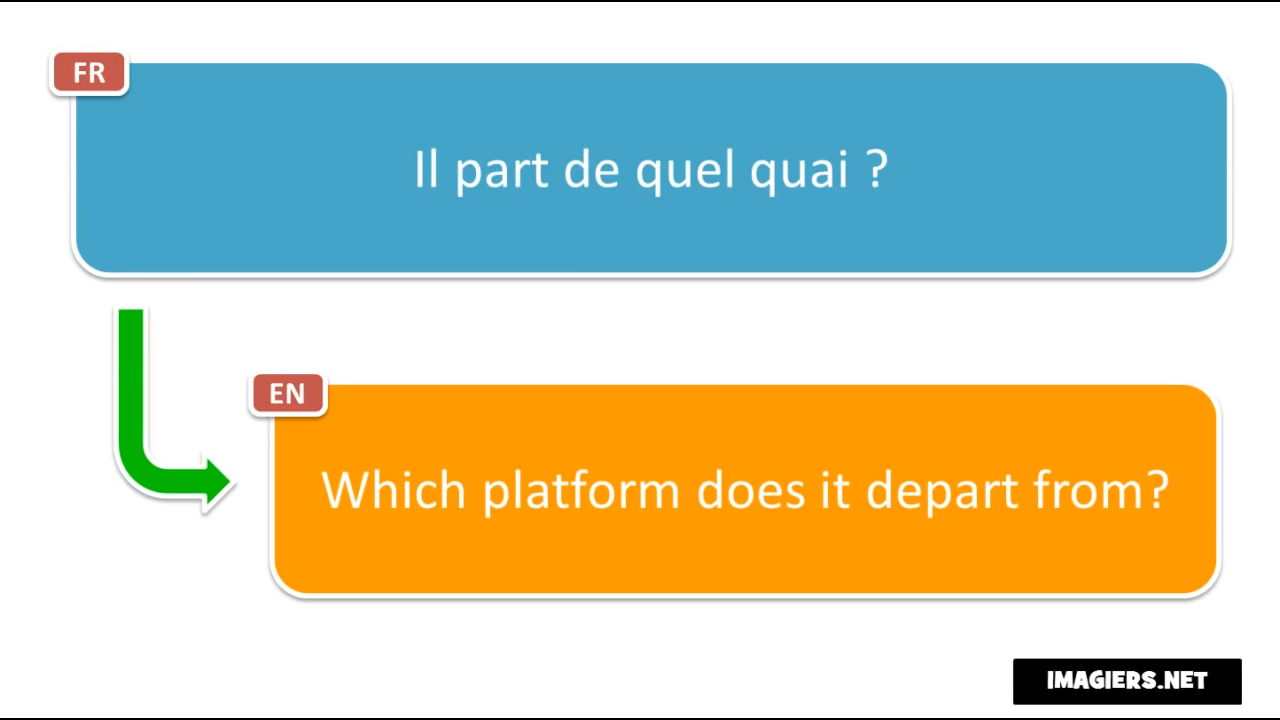 FR
Il part de quel quai ?
EN
Which platform does it depart from?
IMAGIERS.NET